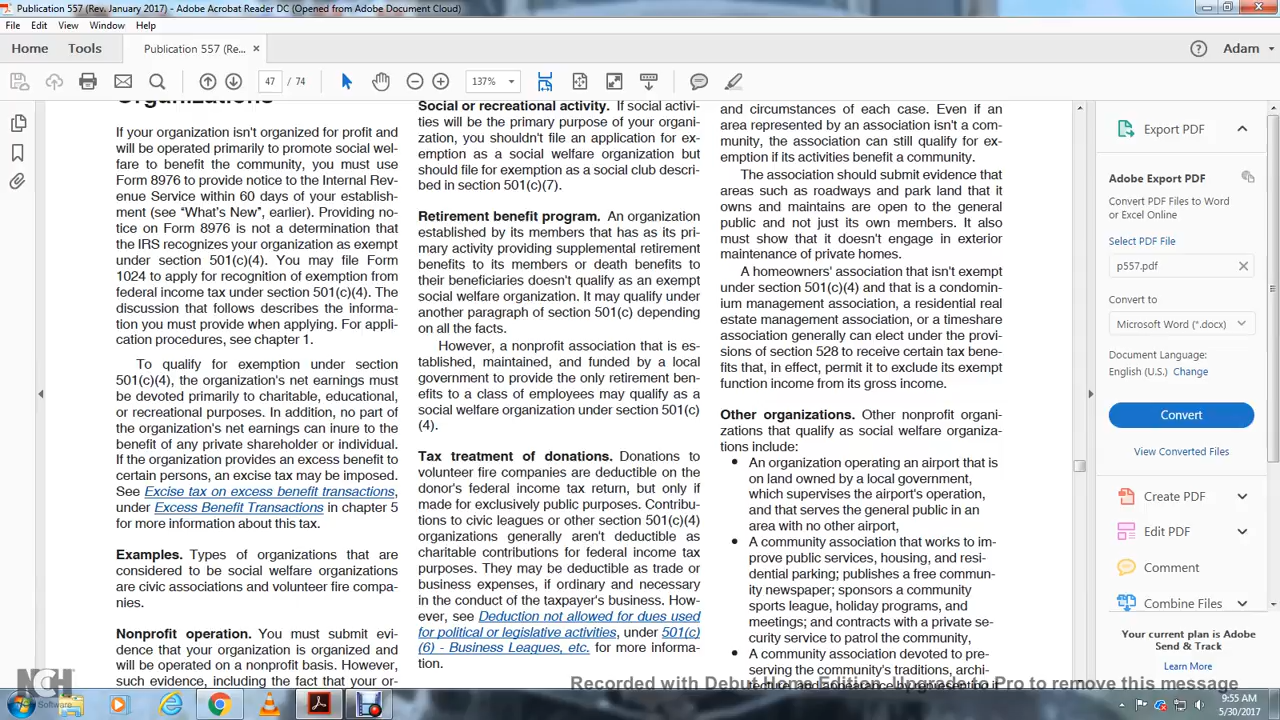 Publication 557 (Rev. January 2017) - Adobe Acrobat Reader DC (Opened from Adobe Document Cloud)
File Edit View Window Help
Home Tools Publication 557 (Re... × Adam
47 / 74 137%
Organizations
If your organization isn't organized for profit and
will be operated primarily to promote social wel-
fare to benefit the community, you must use
Form 8976 to provide notice to the Internal Rev-
enue Service within 60 days of your establish-
ment (see “What's New”, earlier). Providing no-
tice on Form 8976 is not a determination that
the IRS recognizes your organization as exempt
under section 501(c)(4). You may file Form
1024 to apply for recognition of exemption from
federal income tax under section 501(c)(4). The
discussion that follows describes the informa-
tion you must provide when applying. For appli-
cation procedures, see chapter 1.
To qualify for exemption under section
501(c)(4), the organization's net earnings must
be devoted primarily to charitable, educational,
or recreational purposes. In addition, no part of
the organization's net earnings can inure to the
benefit of any private shareholder or individual.
If the organization provides an excess benefit to
certain persons, an excise tax may be imposed.
See Excise tax on excess benefit transactions,
under Excess Benefit Transactions in chapter 5
for more information about this tax.
Examples. Types of organizations that are
considered to be social welfare organizations
are civic associations and volunteer fire compa-
nies.
Nonprofit operation. You must submit evi-
dence that your organization is organized and
will be operated on a nonprofit basis. However,
such evidence, including the fact that your or-
Social or recreational activity. If social activi-
ties will be the primary purpose of your organi-
zation, you shouldn't file an application for ex-
emption as a social welfare organization but
should file for exemption as a social club descri-
bed in section 501(c)(7).
Retirement benefit program. An organization
established by its members that has as its pri-
mary activity providing supplemental retirement
benefits to its members or death benefits to
their beneficiaries doesn't qualify as an exempt
social welfare organization. It may qualify under
another paragraph of section 501(c) depending
on all the facts.
However, a nonprofit association that is es-
tablished, maintained, and funded by a local
government to provide the only retirement ben-
efits to a class of employees may qualify as a
social welfare organization under section 501(c)
(4).
Tax treatment of donations. Donations to
volunteer fire companies are deductible on the
donor's federal income tax return, but only if
made for exclusively public purposes. Contribu-
tions to civic leagues or other section 501(c)(4)
organizations generally aren't deductible as
charitable contributions for federal income tax
purposes. They may be deductible as trade or
business expenses, if ordinary and necessary
in the conduct of the taxpayer's business. How-
ever, see Deduction not allowed for dues used
for political or legislative activities, under 501(c)
(6) - Business Leagues, etc. for more informa-
tion.
and circumstances of each case. Even if an
area represented by an association isn't a com-
munity, the association can still qualify for ex-
emption if its activities benefit a community.
The association should submit evidence that
areas such as roadways and park land that it
owns and maintains are open to the general
public and not just its own members. It also
must show that it doesn't engage in exterior
maintenance of private homes.
A homeowners' association that isn't exempt
under section 501(c)(4) and that is a condomin-
ium management association, a residential real
estate management association, or a timeshare
association generally can elect under the provi-
sions of section 528 to receive certain tax bene-
fits that, in effect, permit it to exclude its exempt
function income from its gross income.
Other organizations. Other nonprofit organi-
zations that qualify as social welfare organiza-
tions include:
• An organization operating an airport that is
on land owned by a local government,
which supervises the airport's operation,
and that serves the general public in an
area with no other airport,
• A community association that works to im-
prove public services, housing, and resi-
dential parking; publishes a free commun-
ity newspaper; sponsors a community
sports league, holiday programs, and
meetings; and contracts with a private se-
curity service to patrol the community,
• A community association devoted to pre-
serving the community's traditions, archi-
Export PDF
Adobe Export PDF
Convert PDF Files to Word
or Excel Online
Select PDF File
p557.pdf ×
Convert to
Microsoft Word (*.docx)
Document Language:
English (U.S.) Change
Convert
View Converted Files
Create PDF
Edit PDF
Comment
Combine Files
Your current plan is Adobe
Send & Track
Learn More
Recorded with Debut Home Edition. Upgrade to Pro to remove this message
NCH
Software
9:55 AM
5/30/2017